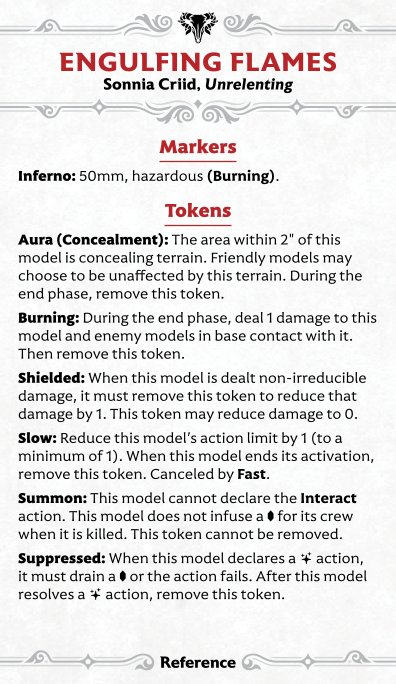 ENGULFING FLAMES
Sonnia Criid, Unrelenting
Markers
Inferno: 50mm, hazardous (Burning).
Tokens
Aura (Concealment): The area within 2" of this
model is concealing terrain. Friendly models may
choose to be unaffected by this terrain. During the
end phase, remove this token.
Burning: During the end phase, deal 1 damage to this
model and enemy models in base contact with it.
Then remove this token.
Shielded: When this model is dealt non-irreducible
damage, it must remove this token to reduce that
damage by 1. This token may reduce damage to 0.
Slow: Reduce this model's action limit by 1 (to a
minimum of 1). When this model ends its activation,
remove this token. Canceled by Fast.
Summon: This model cannot declare the Interact
action. This model does not infuse a for its crew
when it is killed. This token cannot be removed.
Suppressed: When this model declares a action,
it must drain a or the action fails. After this model
resolves a action, remove this token.
Reference